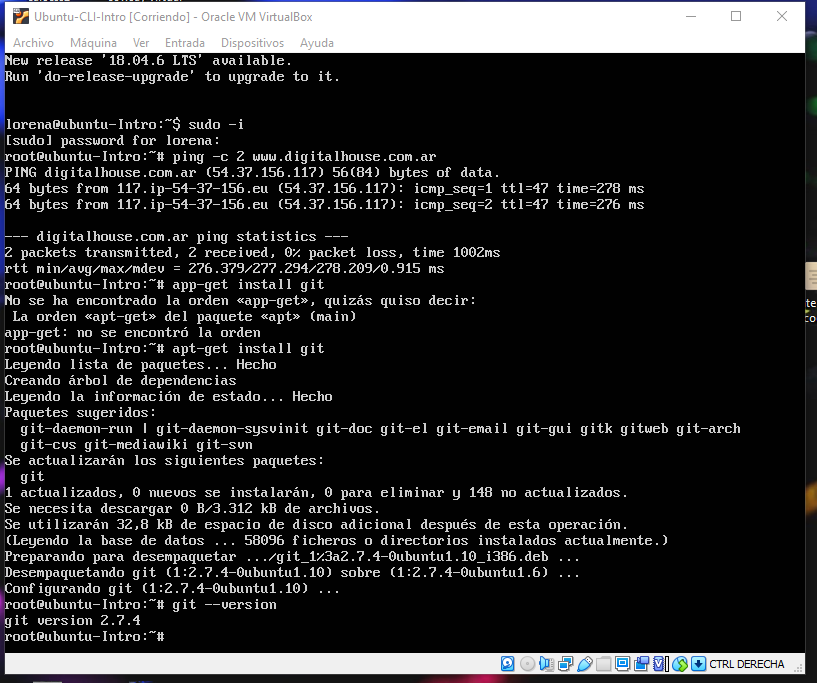 Ubuntu-CLI-Intro [Corriendo] - Oracle VM VirtualBox
Archivo Máquina Ver Entrada Dispositivos Ayuda
New release '18.04.6 LTS' available.
Run 'do-release-upgrade' to upgrade to it.
lorena@ubuntu-Intro:~$ sudo -i
[sudo] password for lorena:
root@ubuntu-Intro:~# ping -c 2 www.digitalhouse.com.ar
PING digitalhouse.com.ar (54.37.156.117) 56(84) bytes of data.
64 bytes from 117.ip-54-37-156.eu (54.37.156.117): icmp_seq=1 ttl=47 time=278 ms
64 bytes from 117.ip-54-37-156.eu (54.37.156.117): icmp_seq=2 ttl=47 time=276 ms
--- digitalhouse.com.ar ping statistics ---
2 packets transmitted, 2 received, 0% packet loss, time 1002ms
rtt min/avg/max/mdev = 276.379/277.294/278.209/0.915 ms
root@ubuntu-Intro:~# app-get install git
No se ha encontrado la orden «app-get», quizás quiso decir:
La orden «apt-get» del paquete «apt» (main)
app-get: no se encontró la orden
root@ubuntu-Intro:~# apt-get install git
Leyendo lista de paquetes... Hecho
Creando árbol de dependencias
Leyendo la información de estado... Hecho
Paquetes sugeridos:
git-daemon-run | git-daemon-sysvinit git-doc git-el git-email git-gui gitk gitweb git-arch
git-cvs git-mediawiki git-svn
Se actualizarán los siguientes paquetes:
git
1 actualizados, 0 nuevos se instalarán, 0 para eliminar y 148 no actualizados.
Se necesita descargar 0 B/3.312 kB de archivos.
Se utilizarán 32,8 kB de espacio de disco adicional después de esta operación.
(Leyendo la base de datos ... 58096 ficheros o directorios instalados actualmente.)
Preparando para desempaquetar .../git_1%3a2.7.4-0ubuntu1.10_i386.deb ...
Desempaquetando git (1:2.7.4-0ubuntu1.10) sobre (1:2.7.4-0ubuntu1.6) ...
Configurando git (1:2.7.4-0ubuntu1.10) ...
root@ubuntu-Intro:~# git --version
git version 2.7.4
root@ubuntu-Intro:~#
CTRL DERECHA